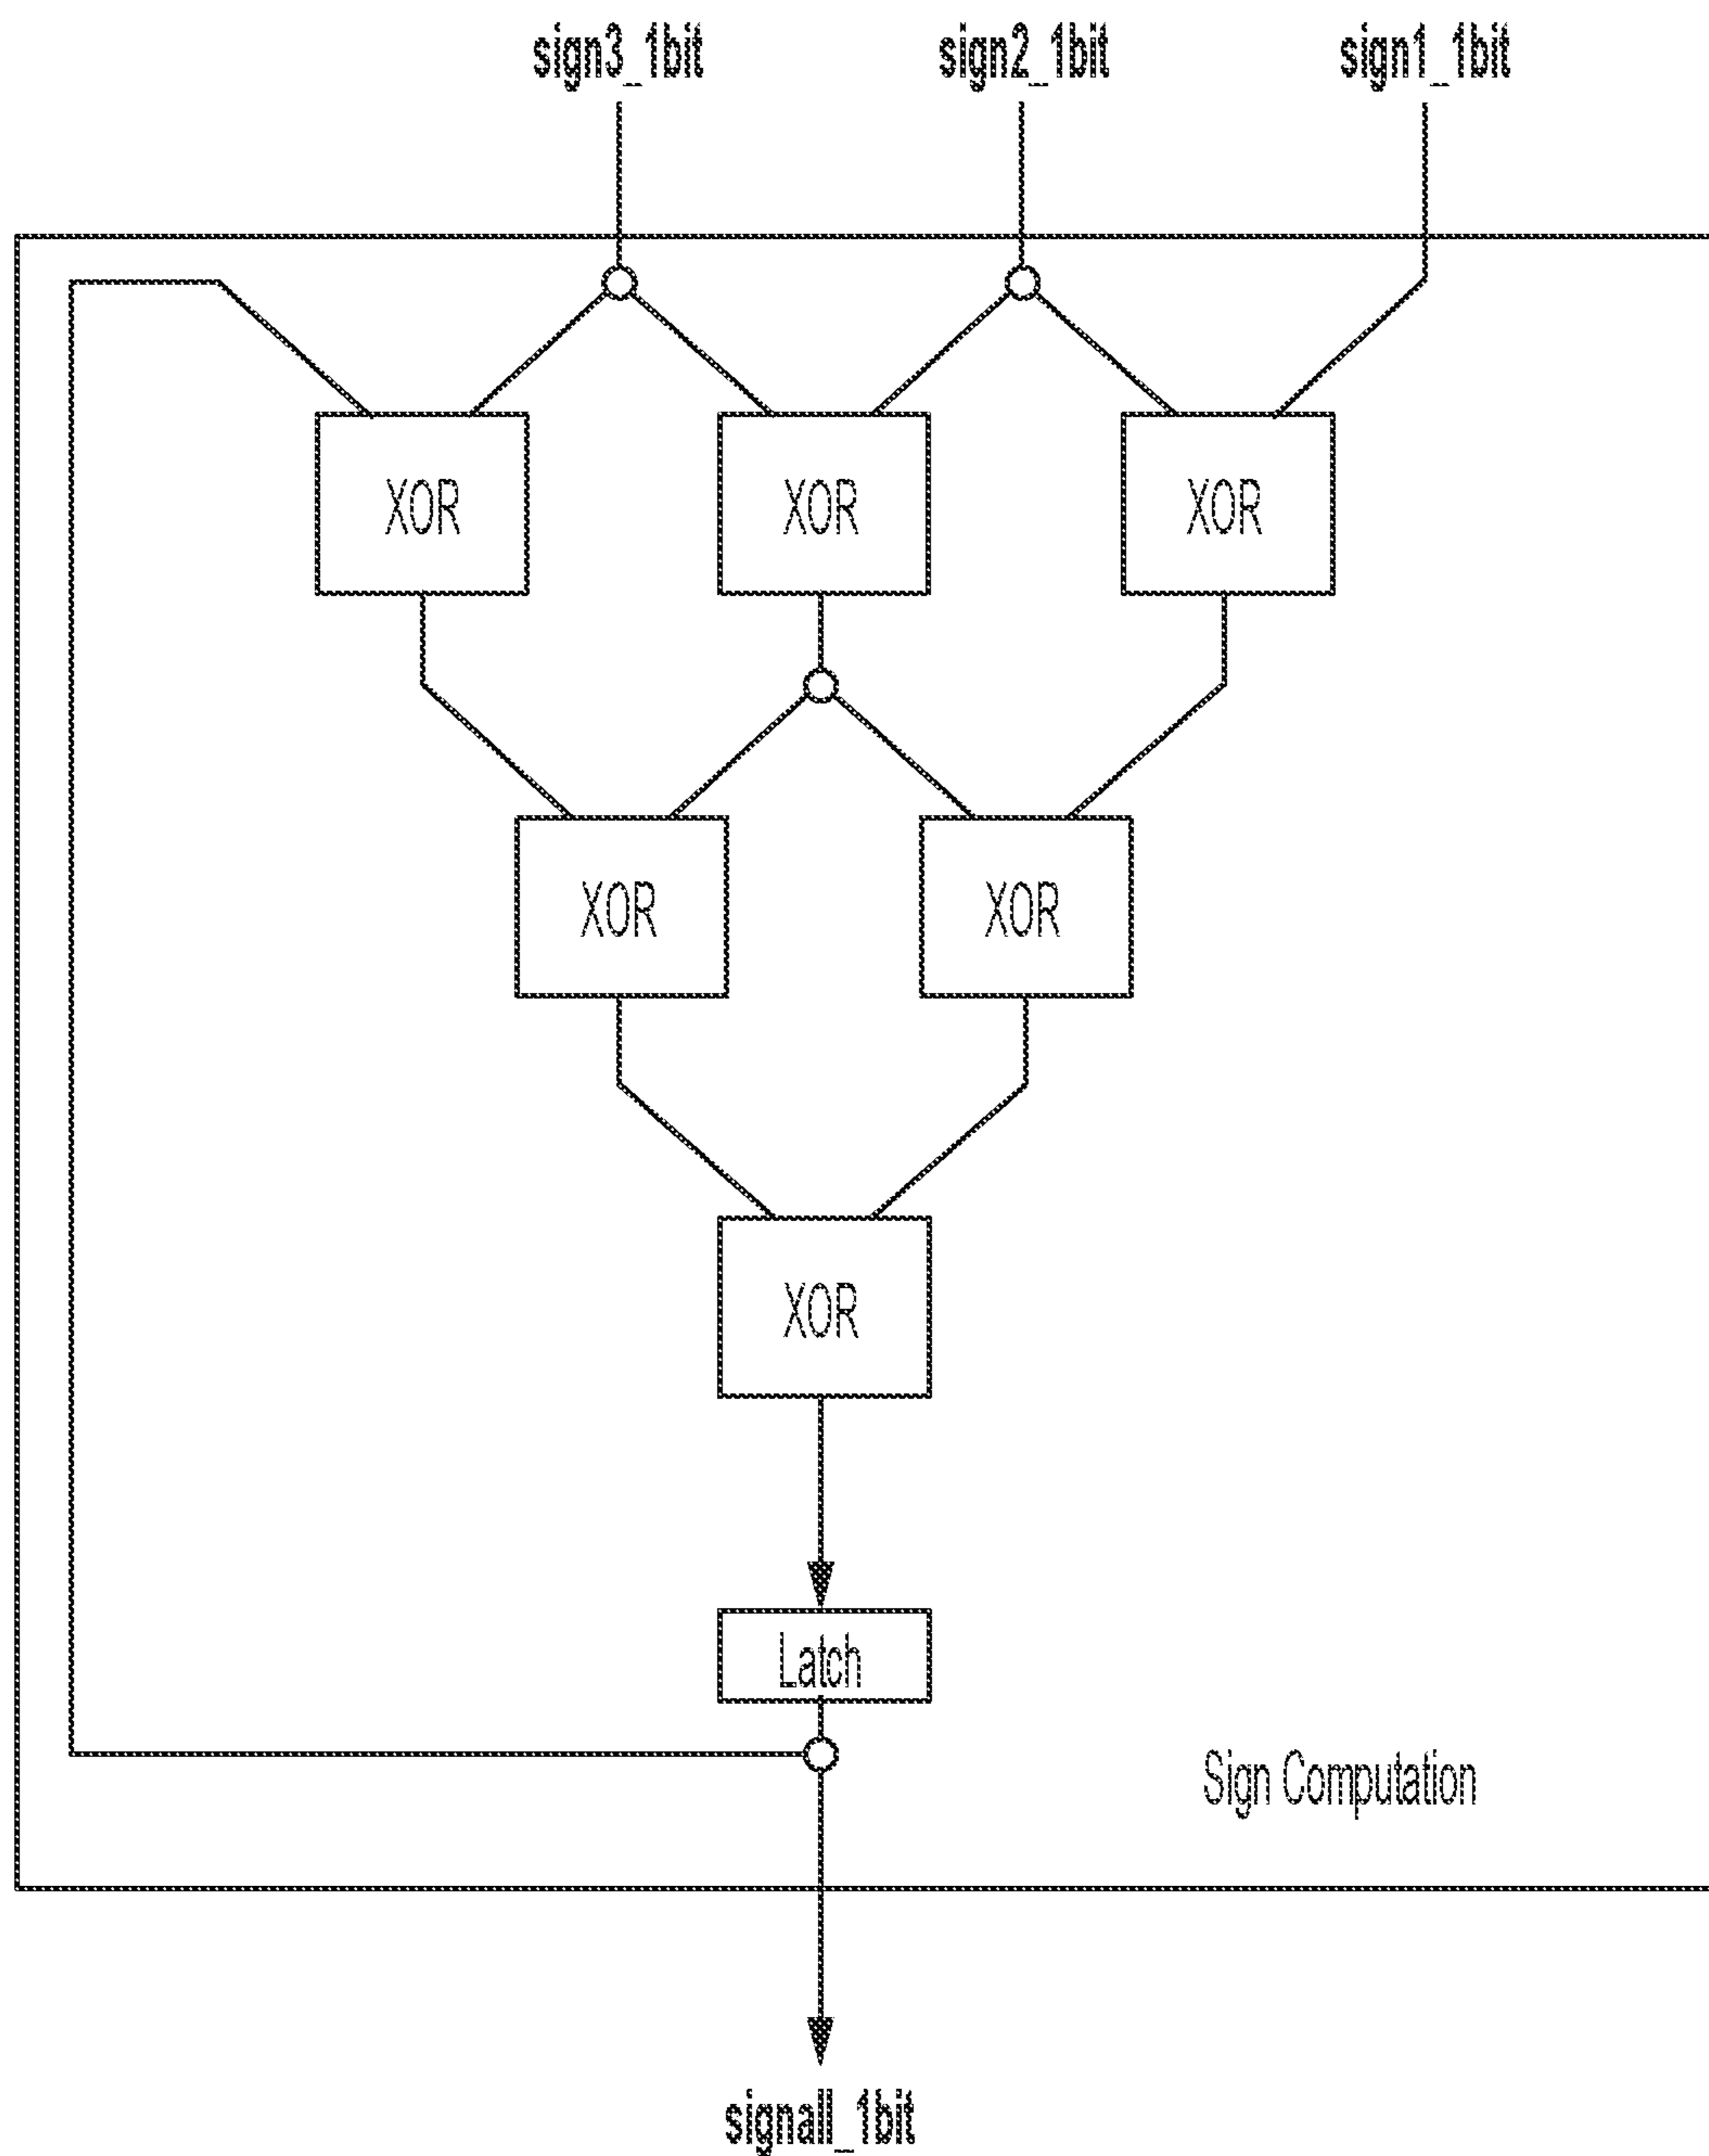 sign3_1bit sign2_1bit sign1_1bit
XOR XOR XOR
XOR XOR
XOR
Latch
Sign Computation
signall_1bit